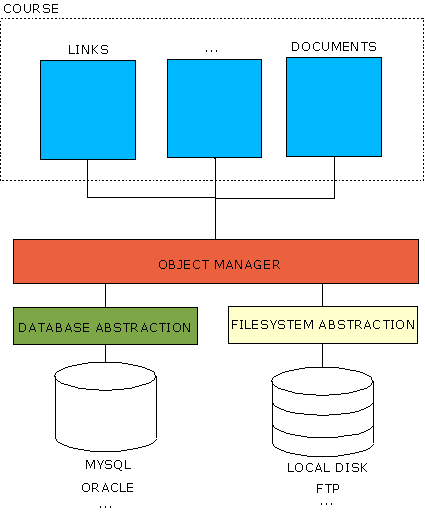 COURSE
LINKS
...
DOCUMENTS
OBJECT MANAGER
DATABASE ABSTRACTION
FILESYSTEM ABSTRACTION
MYSQL
ORACLE
...
LOCAL DISK
FTP
...